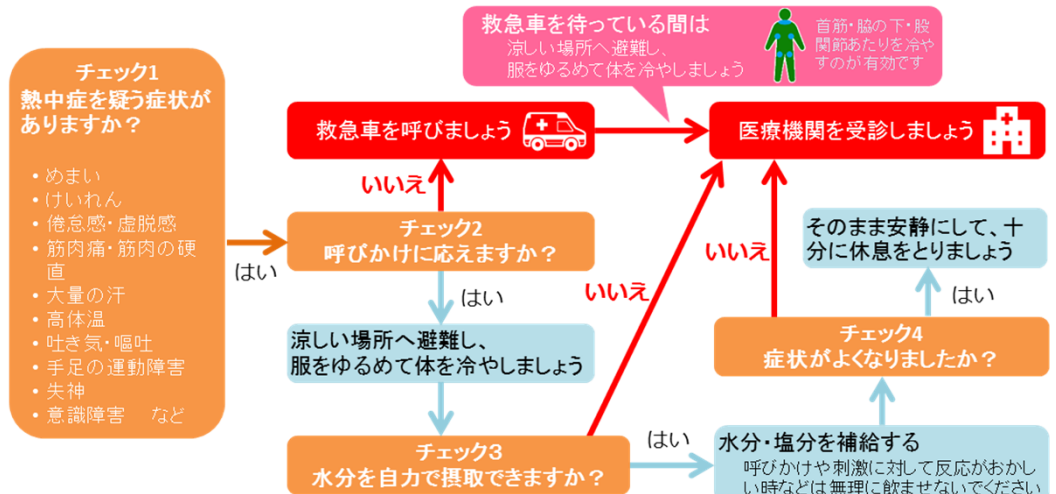 チェック1
熱中症を疑う症状が
ありますか？
• めまい
• けいれん
• 倦怠感・虚脱感
• 筋肉痛・筋肉の硬
直
• 大量の汗
• 高体温
• 吐き気・嘔吐
• 手足の運動障害
• 失神
• 意識障害　など
はい
チェック2
呼びかけに応えますか？
いいえ
救急車を呼びましょう
救急車を待っている間は
涼しい場所へ避難し、
服をゆるめて体を冷やしましょう
首筋・脇の下・股
関節あたりを冷や
すのが有効です
医療機関を受診しましょう
はい
涼しい場所へ避難し、
服をゆるめて体を冷やしましょう
チェック3
水分を自力で摂取できますか？
いいえ
はい
水分・塩分を補給する
呼びかけや刺激に対して反応がおかし
い時などは無理に飲ませないでください
チェック4
症状がよくなりましたか？
いいえ
はい
そのまま安静にして、十
分に休息をとりましょう